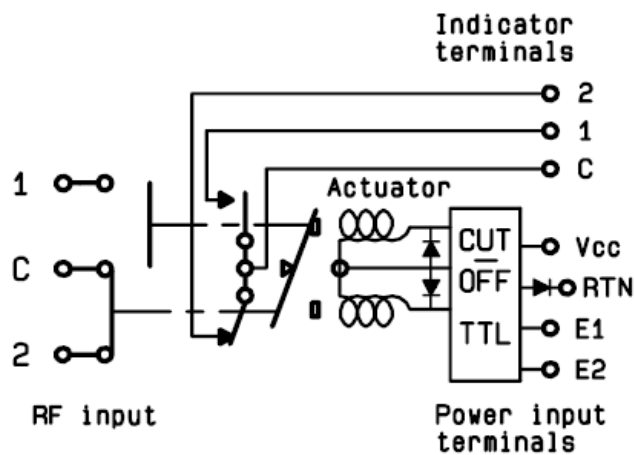 Indicator
terminals
2
1
C
1
Actuator
CUT
Vcc
C
OFF
RTN
TTL
E1
2
E2
RF input
Power input
terminals